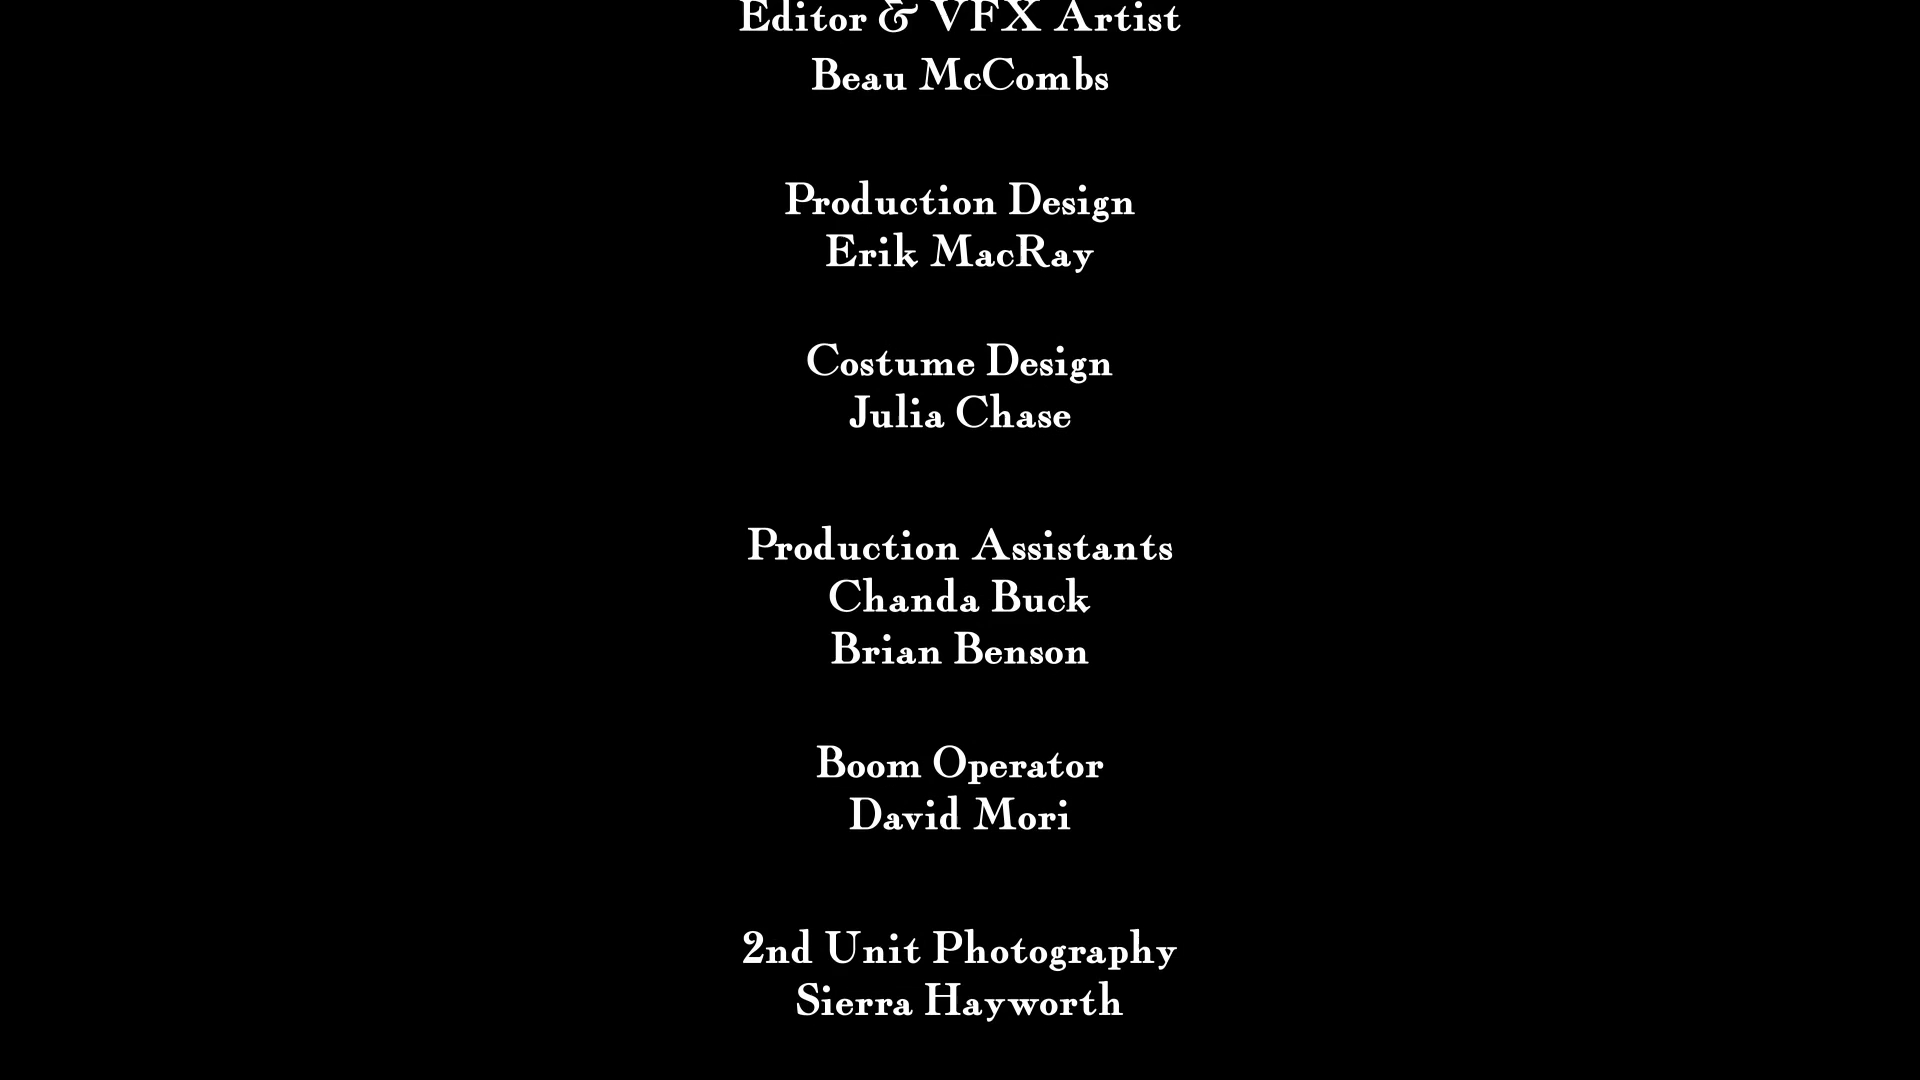 Editor & VFX Artist
Beau McCombs
Production Design
Erik MacRay
Costume Design
Julia Chase
Production Assistants
Chanda Buck
Brian Benson
Boom Operator
David Mori
2nd Unit Photography
Sierra Hayworth